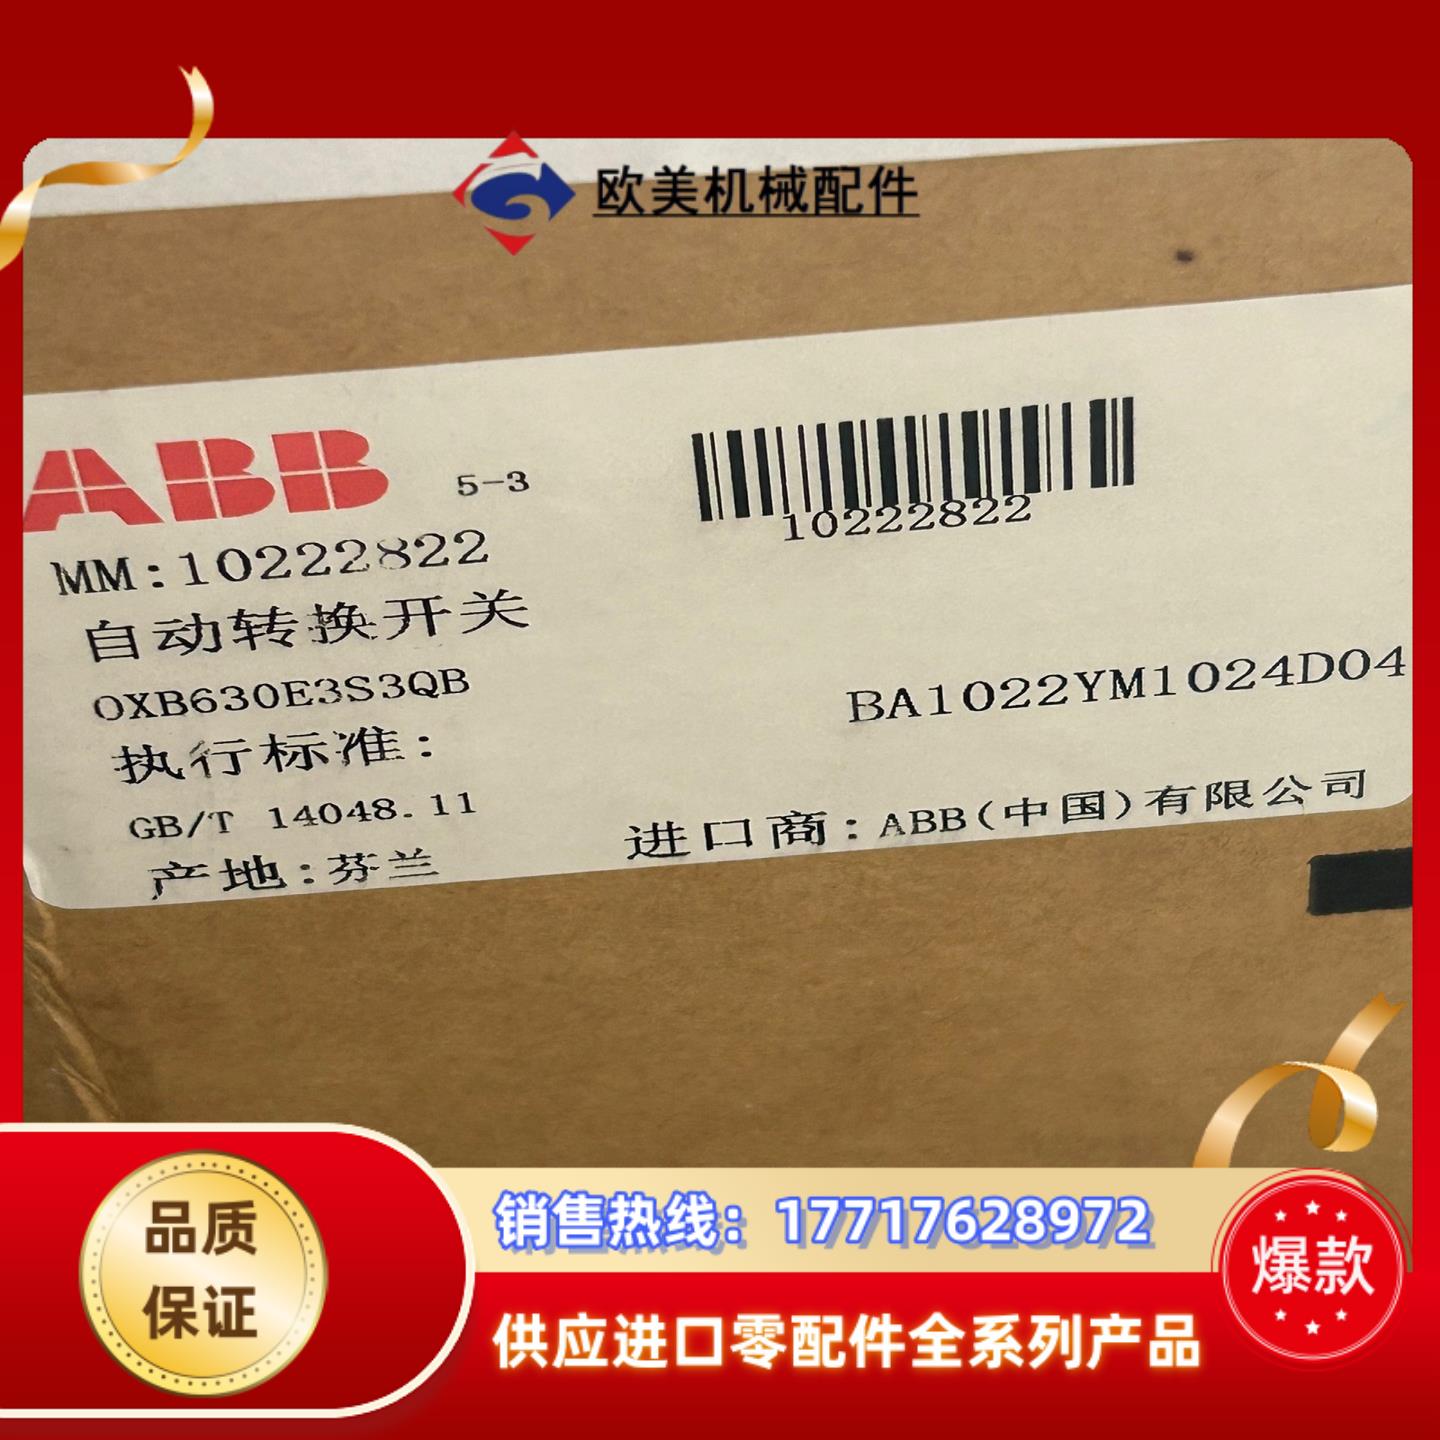 欧美机械配件
ABB
5-3
10222822
MM:10222822
自动转换开关
OXB630E3S3QB
BA1022YM1024D04
执行标准:
GB/T 14048.11
产地:芬兰
进口商:ABB(中国)有限公司
品质
保证
销售热线：17717628972
供应进口零配件全系列产品
爆款